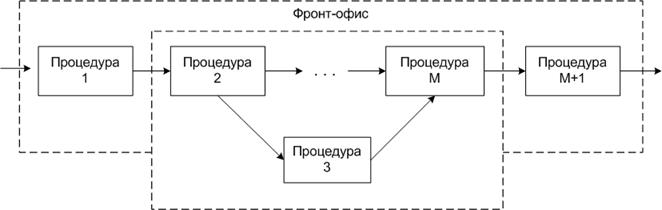 Фронт-офис
Процедура
1
Процедура
2
. . .
Процедура
M
Процедура
M+1
Процедура
3